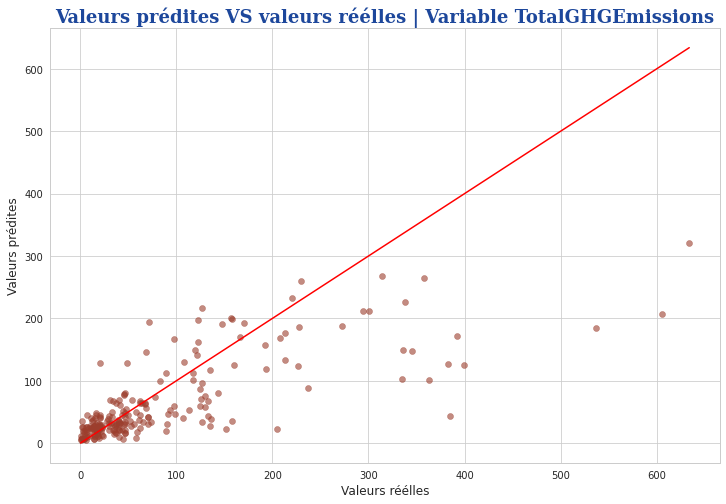 Valeurs prédites VS valeurs réélles | Variable TotalGHGEmissions
600
500
400
300
200
100
0
Valeurs prédites
0 100 200 300 400 500 600
Valeurs réélles